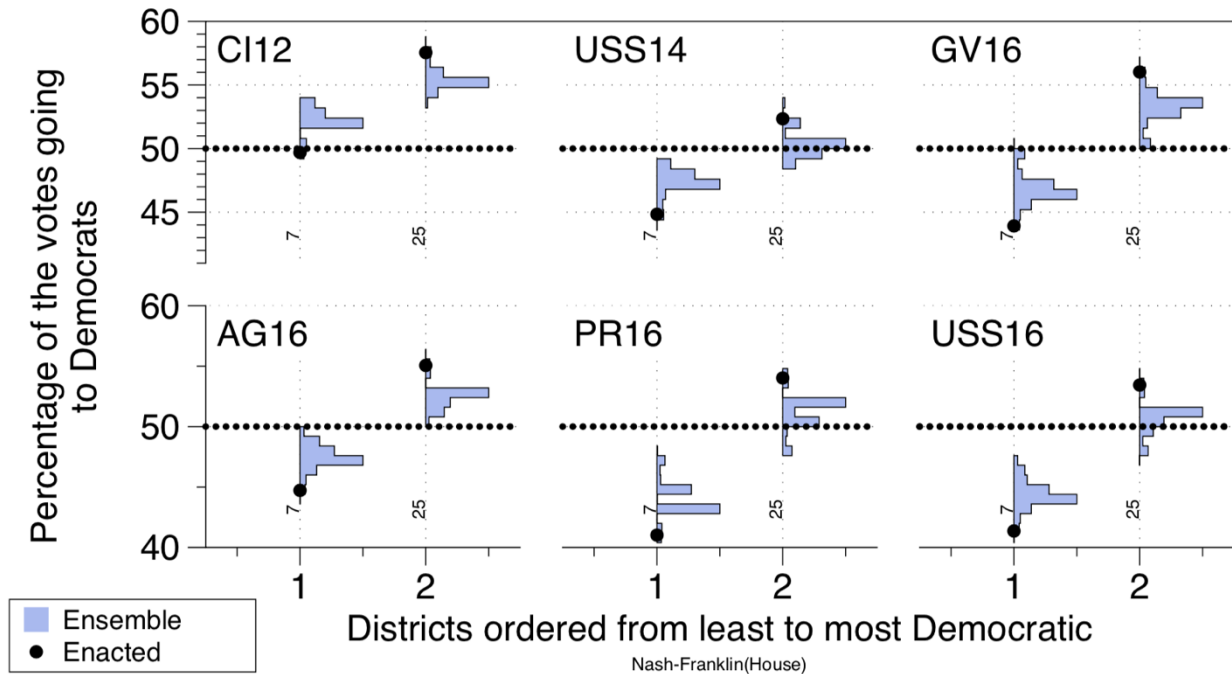 Percentage of the votes going
to Democrats
60
55
50
45
CI12
7
25
USS14
7
25
GV16
7
25
60
50
40
AG16
7
25
PR16
7
25
USS16
7
25
1 2 1 2 1 2
Districts ordered from least to most Democratic
Nash-Franklin(House)
Ensemble
Enacted